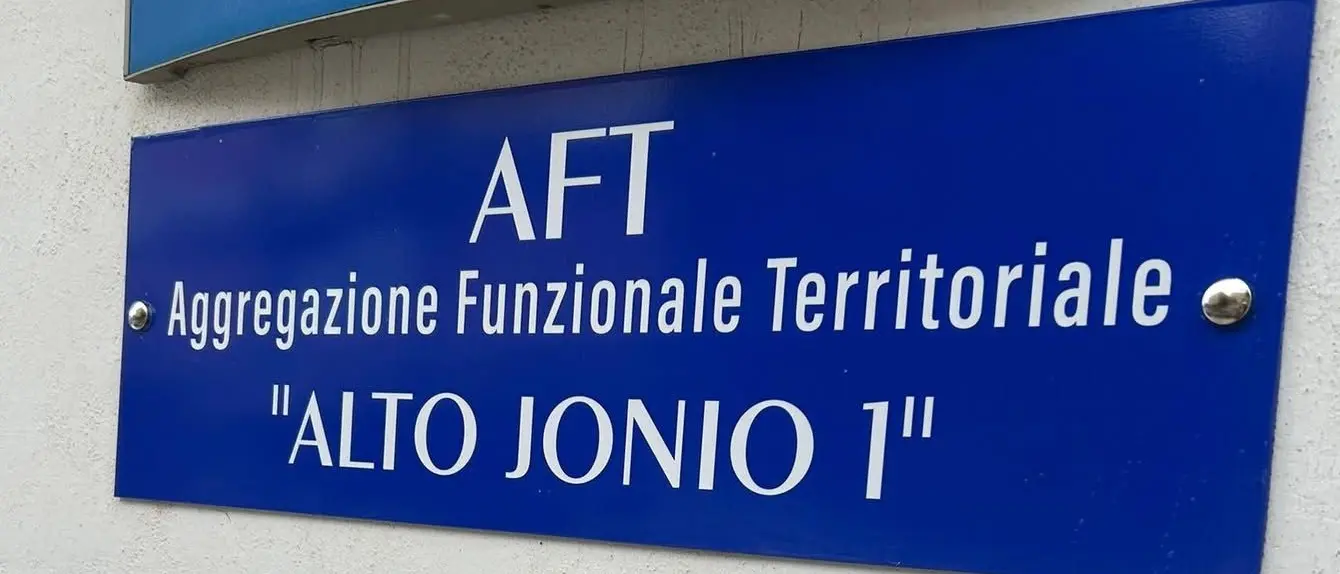 AFT
Aggregazione Funzionale Territoriale
"ALTO JONIO 1"